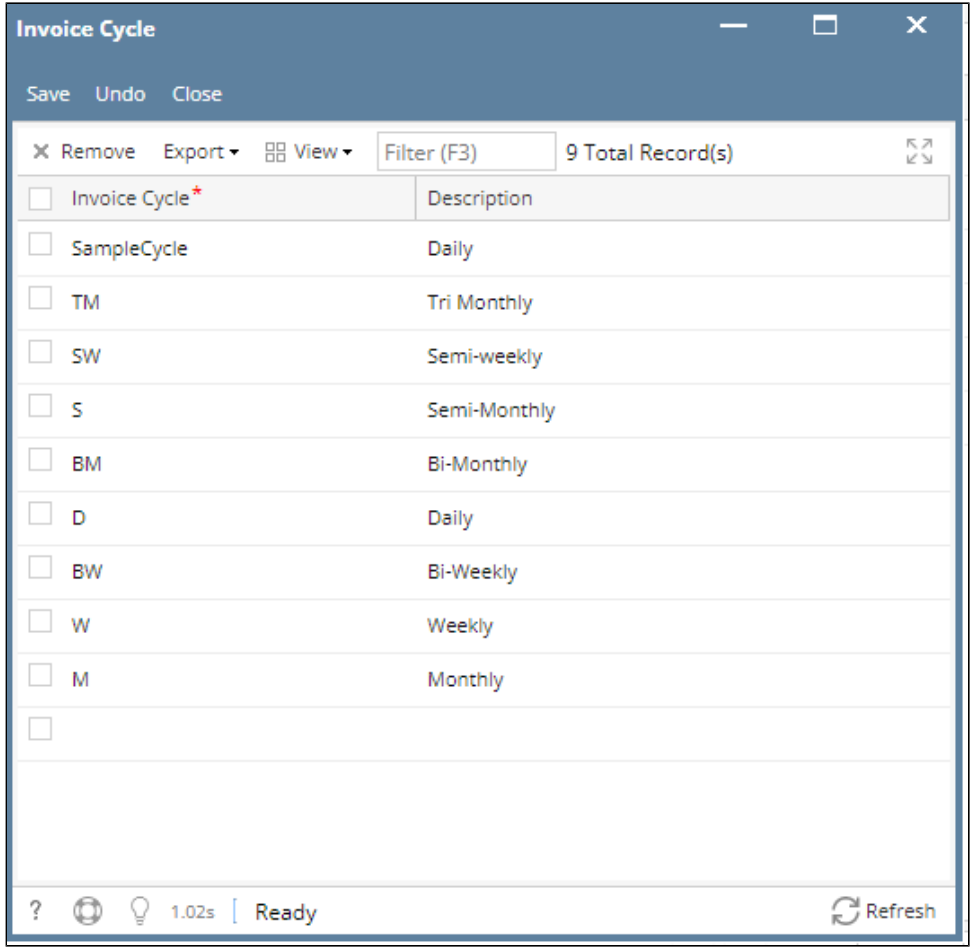 Invoice Cycle
Save Undo Close
Remove Export View Filter (F3) 9 Total Record(s)
Invoice Cycle* Description
SampleCycle Daily
TM Tri Monthly
SW Semi-weekly
S Semi-Monthly
BM Bi-Monthly
D Daily
BW Bi-Weekly
W Weekly
M Monthly
? 1.02s Ready Refresh